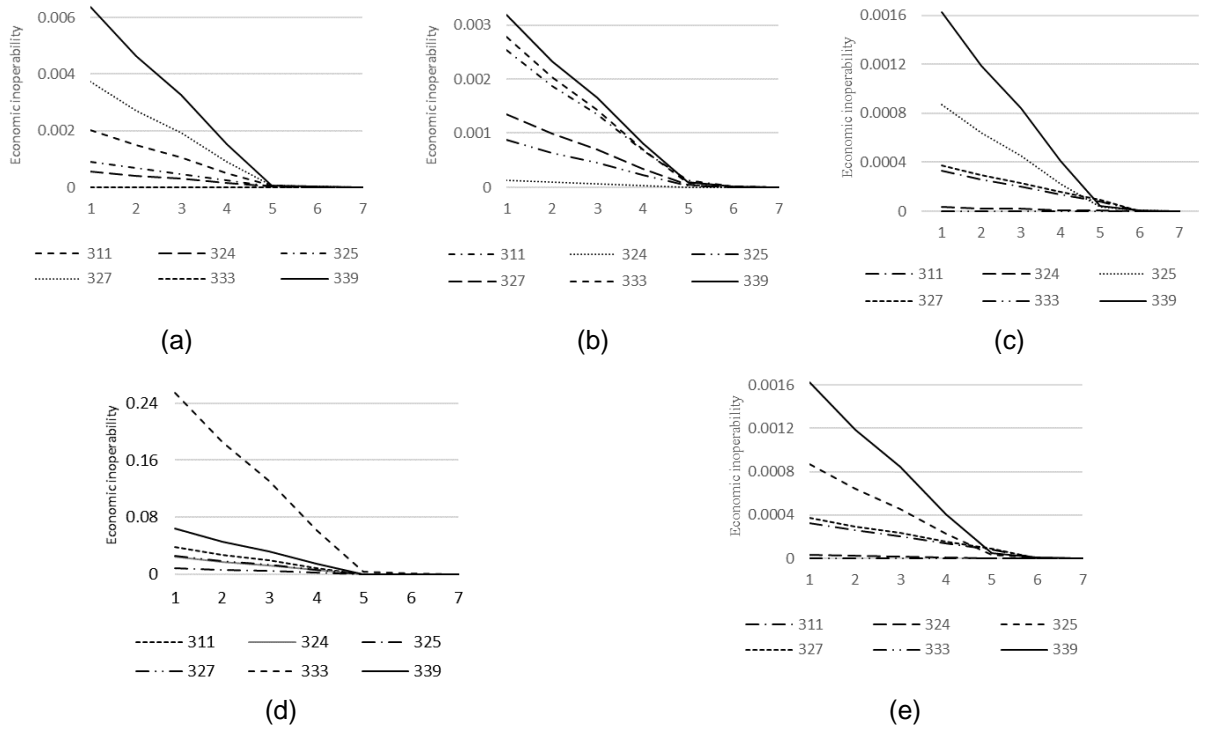 Economic inoperability
0.006
0.004
0.002
0
1 2 3 4 5 6 7
311 324 325
327 333 339
(a)
Economic inoperability
0.003
0.002
0.001
0
1 2 3 4 5 6 7
311 324 325
327 333 339
(b)
Economic inoperability
0.0016
0.0012
0.0008
0.0004
0
1 2 3 4 5 6 7
311 324 325
327 333 339
(c)
Economic inoperability
0.24
0.16
0.08
0
1 2 3 4 5 6 7
311 324 325
327 333 339
(d)
Economic inoperability
0.0016
0.0012
0.0008
0.0004
0
1 2 3 4 5 6 7
311 324 325
327 333 339
(e)